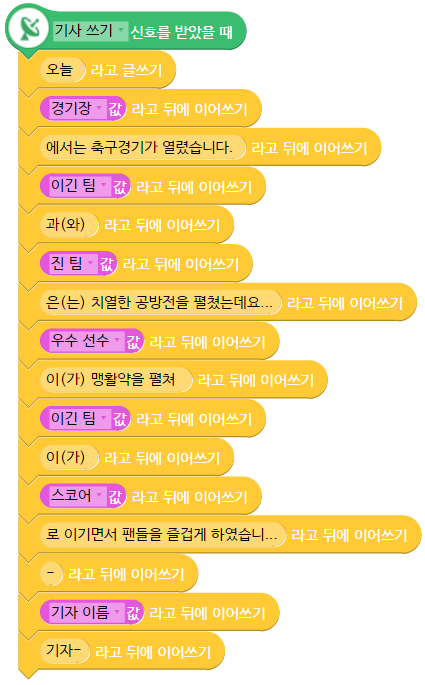 기사 쓰기 신호를 받았을 때
오늘 라고 글쓰기
경기장 값 라고 뒤에 이어쓰기
에서는 축구경기가 열렸습니다. 라고 뒤에 이어쓰기
이긴 팀 값 라고 뒤에 이어쓰기
과(와) 라고 뒤에 이어쓰기
진 팀 값 라고 뒤에 이어쓰기
은(는) 치열한 공방전을 펼쳤는데요... 라고 뒤에 이어쓰기
우수 선수 값 라고 뒤에 이어쓰기
이(가) 맹활약을 펼쳐 라고 뒤에 이어쓰기
이긴 팀 값 라고 뒤에 이어쓰기
이(가) 라고 뒤에 이어쓰기
스코어 값 라고 뒤에 이어쓰기
로 이기면서 팬들을 즐겁게 하였습니... 라고 뒤에 이어쓰기
- 라고 뒤에 이어쓰기
기자 이름 값 라고 뒤에 이어쓰기
기자- 라고 뒤에 이어쓰기